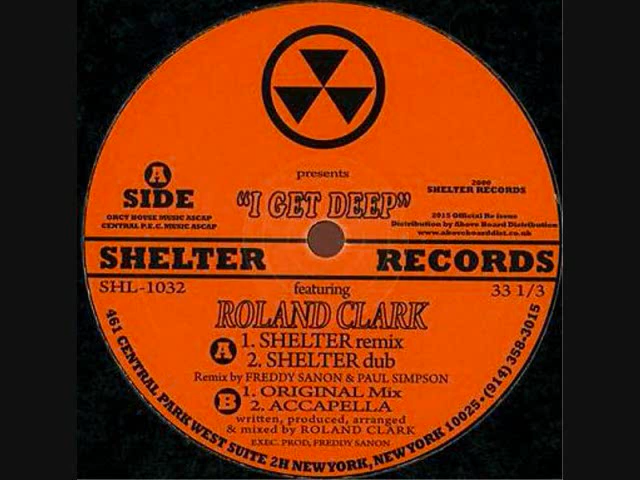 presents
"I GET DEEP"
A
SIDE
ORCY HOUSE MUSIC ASCAP
CENTRAL P.E.C. MUSIC ASCAP
2000
SHELTER RECORDS
2015 Official Re issue
Distribution by Above Board Distribution
www.aboveboarddist.co.uk
SHELTER RECORDS
SHL-1032
33 1/3
featuring
ROLAND CLARK
A
1. SHELTER remix
2. SHELTER dub
Remix by FREDDY SANON & PAUL SIMPSON
B
1. ORIGINAL Mix
2. ACCAPELLA
written, produced, arranged
& mixed by ROLAND CLARK
EXEC. PROD, FREDDY SANON
461 CENTRAL PARK WEST SUITE 2H NEW YORK, NEW YORK 10025 • (914) 358-3015